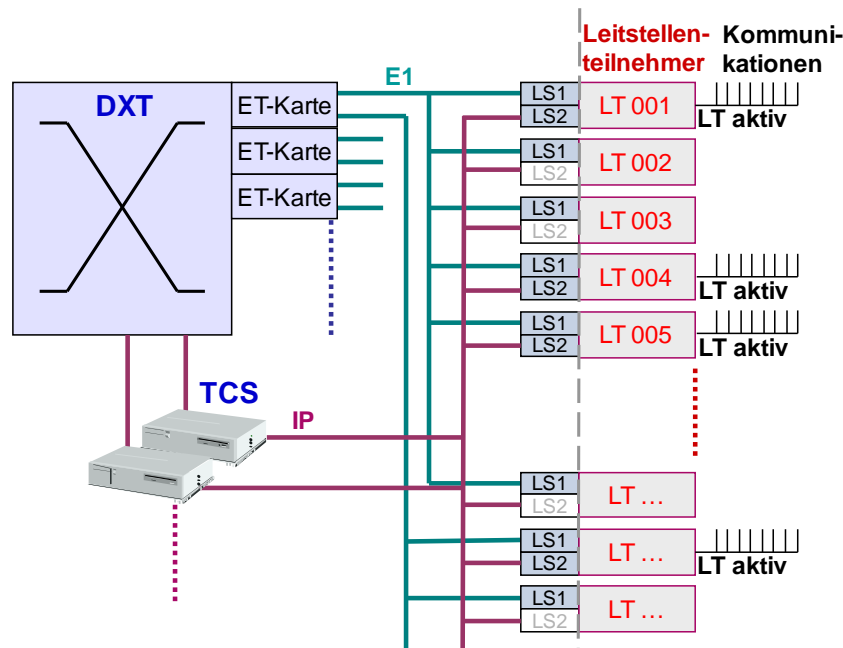 Leitstellen-
teilnehmer
Kommuni-
kationen
DXT
E1
ET-Karte
ET-Karte
ET-Karte
LS1
LS2
LT 001
LT aktiv
LS1
LS2
LT 002
LS1
LS2
LT 003
LS1
LS2
LT 004
LT aktiv
LS1
LS2
LT 005
LT aktiv
TCS
IP
LS1
LS2
LT ...
LS1
LS2
LT ...
LT aktiv
LS1
LS2
LT ...